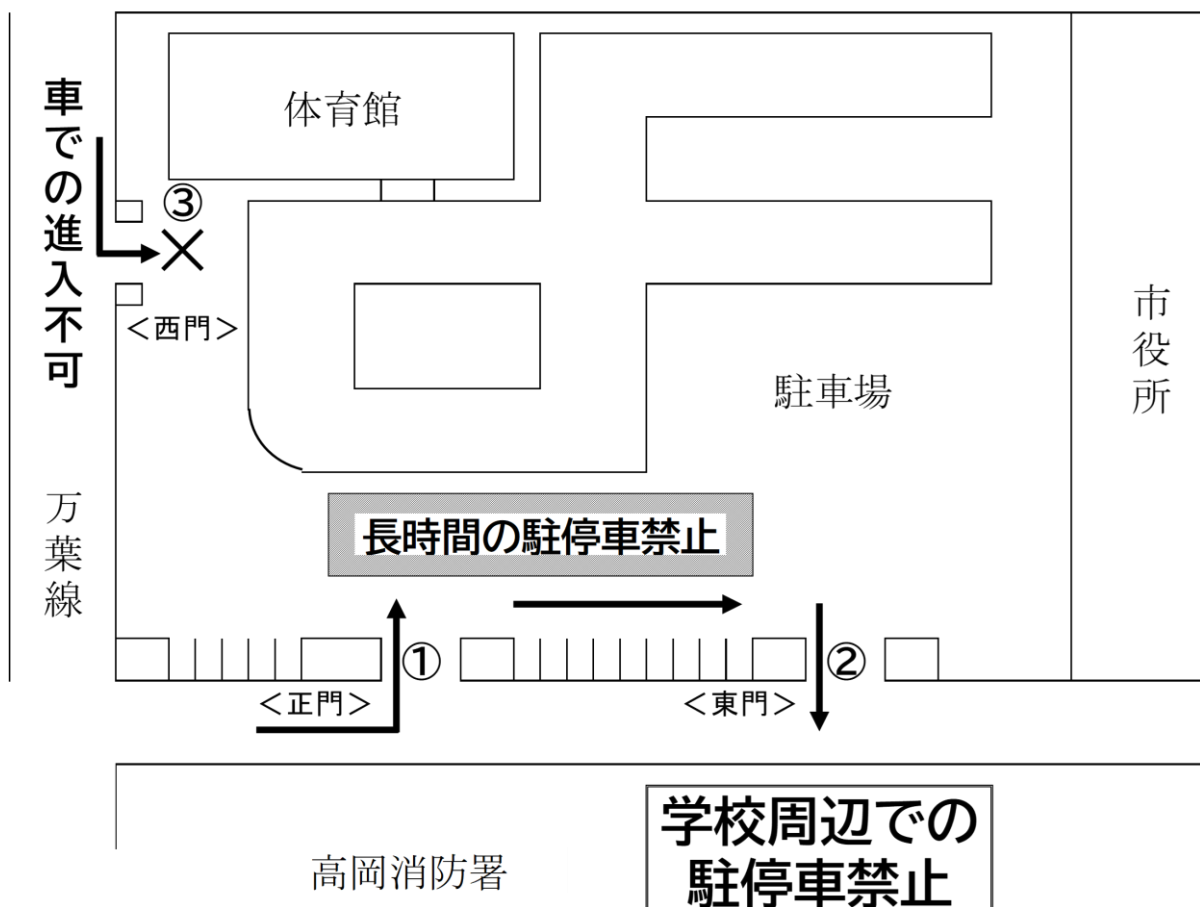 体育館
車での進入不可
③
＜西門＞
市役所
駐車場
万葉線
長時間の駐停車禁止
①
②
＜正門＞
＜東門＞
学校周辺での
駐停車禁止
高岡消防署